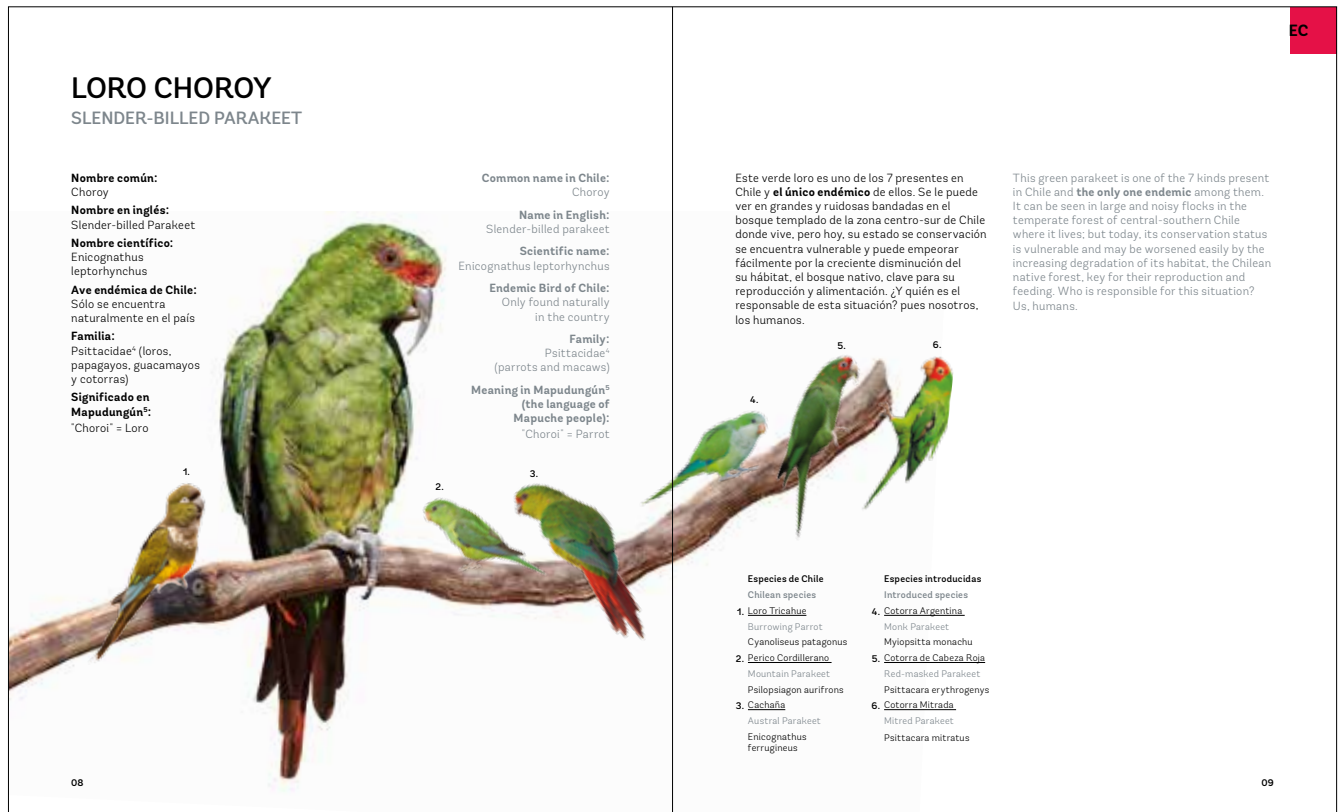 EC
LORO CHOROY
SLENDER-BILLED PARAKEET
Nombre común:
Choroy
Nombre en inglés:
Slender-billed Parakeet
Nombre científico:
Enicognathus
leptorhynchus
Ave endémica de Chile:
Sólo se encuentra
naturalmente en el país
Familia:
Psittacidae⁴ (loros,
papagayos, guacamayos
y cotorras)
Significado en
Mapudungún⁵:
"Choroi" = Loro
Common name in Chile:
Choroy
Name in English:
Slender-billed parakeet
Scientific name:
Enicognathus leptorhynchus
Endemic Bird of Chile:
Only found naturally
in the country
Family:
Psittacidae⁴
(parrots and macaws)
Meaning in Mapudungún⁵
(the language of
Mapuche people):
"Choroi" = Parrot
1.
2.
3.
08
Este verde loro es uno de los 7 presentes en
Chile y el único endémico de ellos. Se le puede
ver en grandes y ruidosas bandadas en el
bosque templado de la zona centro-sur de Chile
donde vive, pero hoy, su estado se conservación
se encuentra vulnerable y puede empeorar
fácilmente por la creciente disminución del
su hábitat, el bosque nativo, clave para su
reproducción y alimentación. ¿Y quién es el
responsable de esta situación? pues nosotros,
los humanos.
This green parakeet is one of the 7 kinds present
in Chile and the only one endemic among them.
It can be seen in large and noisy flocks in the
temperate forest of central-southern Chile
where it lives; but today, its conservation status
is vulnerable and may be worsened easily by the
increasing degradation of its habitat, the Chilean
native forest, key for their reproduction and
feeding. Who is responsible for this situation?
Us, humans.
4.
5.
6.
Especies de Chile
Chilean species
1. Loro Tricahue
Burrowing Parrot
Cyanoliseus patagonus
2. Perico Cordillerano
Mountain Parakeet
Psilopsiagon aurifrons
3. Cachaña
Austral Parakeet
Enicognathus
ferrugineus
Especies introducidas
Introduced species
4. Cotorra Argentina
Monk Parakeet
Myiopsitta monachu
5. Cotorra de Cabeza Roja
Red-masked Parakeet
Psittacara erythrogenys
6. Cotorra Mitrada
Mitred Parakeet
Psittacara mitratus
09